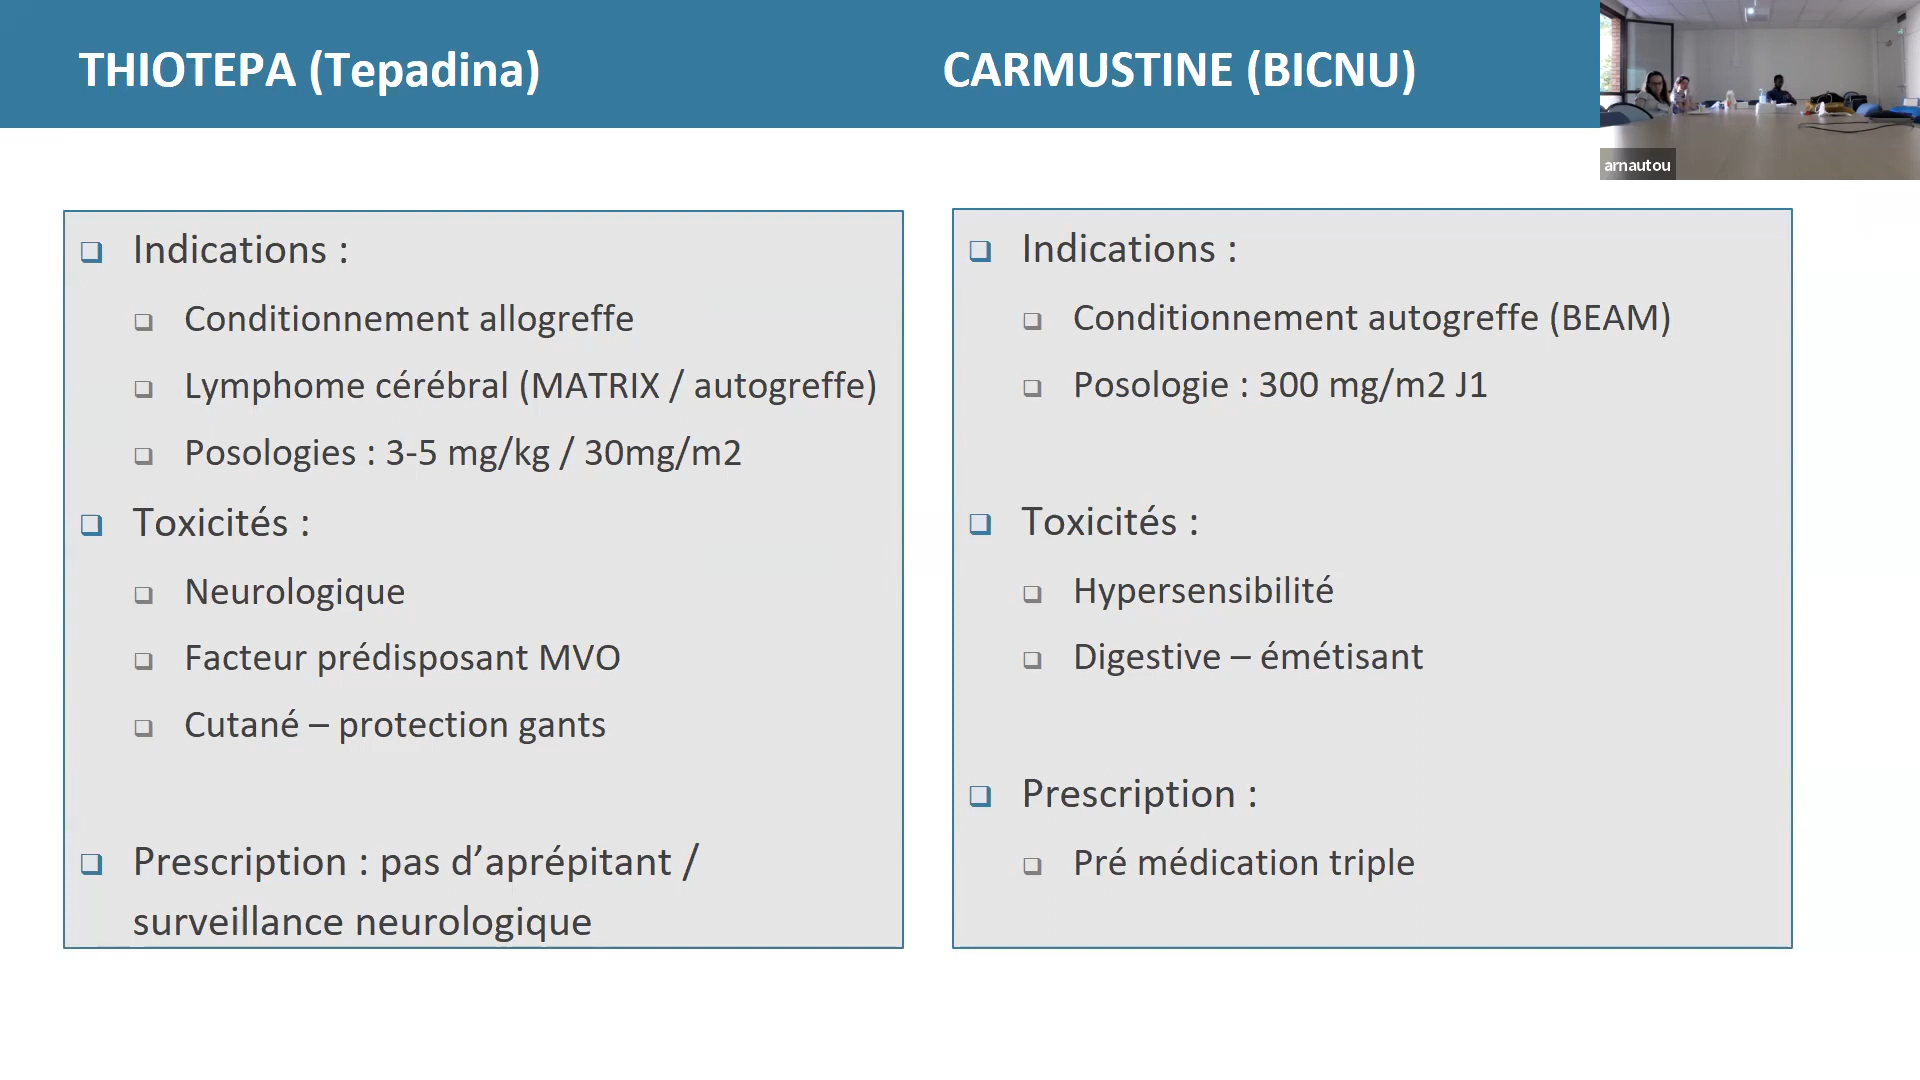 THIOTEPA (Tepadina)
CARMUSTINE (BICNU)
arnautou
Indications :
Conditionnement allogreffe
Lymphome cérébral (MATRIX / autogreffe)
Posologies : 3-5 mg/kg / 30mg/m2
Toxicités :
Neurologique
Facteur prédisposant MVO
Cutané – protection gants
Prescription : pas d’aprépitant /
surveillance neurologique
Indications :
Conditionnement autogreffe (BEAM)
Posologie : 300 mg/m2 J1
Toxicités :
Hypersensibilité
Digestive – émétisant
Prescription :
Pré médication triple